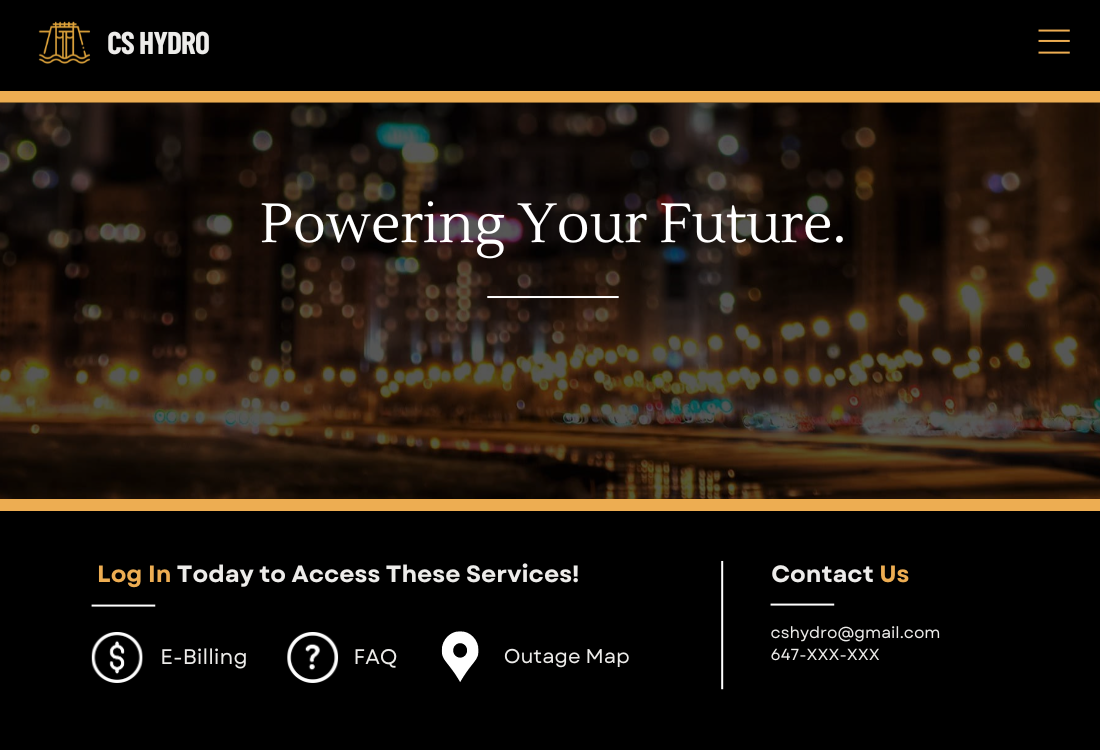 CS HYDRO
Powering Your Future.
Log In Today to Access These Services!
$ E-Billing
? FAQ
Outage Map
Contact Us
cshydro@gmail.com
647-XXX-XXX